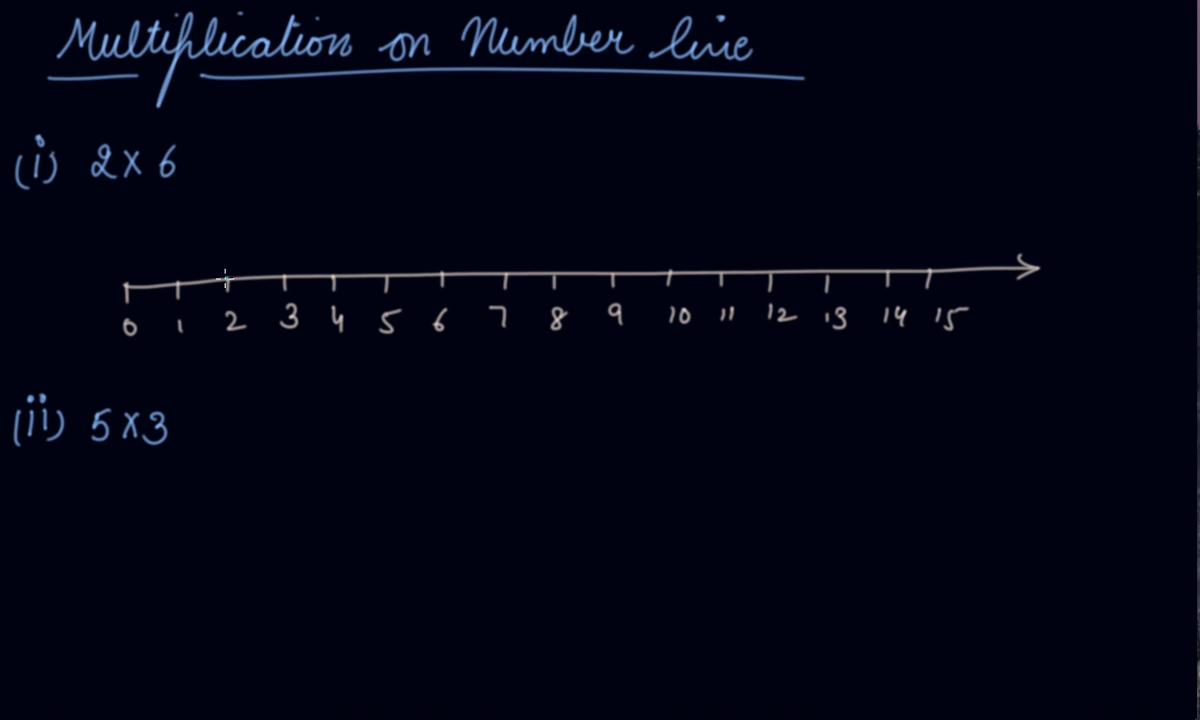 Multiplication on Number line
(i) 2 x 6
0 1 2 3 4 5 6 7 8 9 10 11 12 13 14 15
(ii) 5 x 3